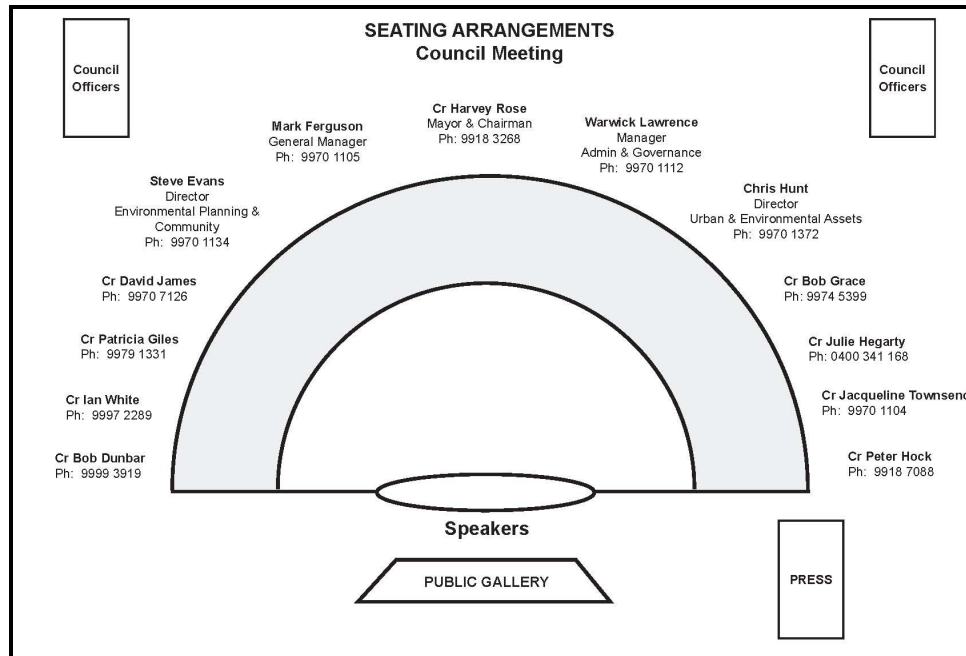 SEATING ARRANGEMENTS
Council Meeting
Council
Officers
Council
Officers
Cr Harvey Rose
Mayor & Chairman
Ph: 9918 3268
Mark Ferguson
General Manager
Ph: 9970 1105
Warwick Lawrence
Manager
Admin & Governance
Ph: 9970 1112
Steve Evans
Director
Environmental Planning &
Community
Ph: 9970 1134
Chris Hunt
Director
Urban & Environmental Assets
Ph: 9970 1372
Cr David James
Ph: 9970 7126
Cr Bob Grace
Ph: 9974 5399
Cr Patricia Giles
Ph: 9979 1331
Cr Julie Hegarty
Ph: 0400 341 168
Cr Ian White
Ph: 9997 2289
Cr Jacqueline Townsend
Ph: 9970 1104
Cr Bob Dunbar
Ph: 9999 3919
Cr Peter Hock
Ph: 9918 7088
Speakers
PUBLIC GALLERY
PRESS